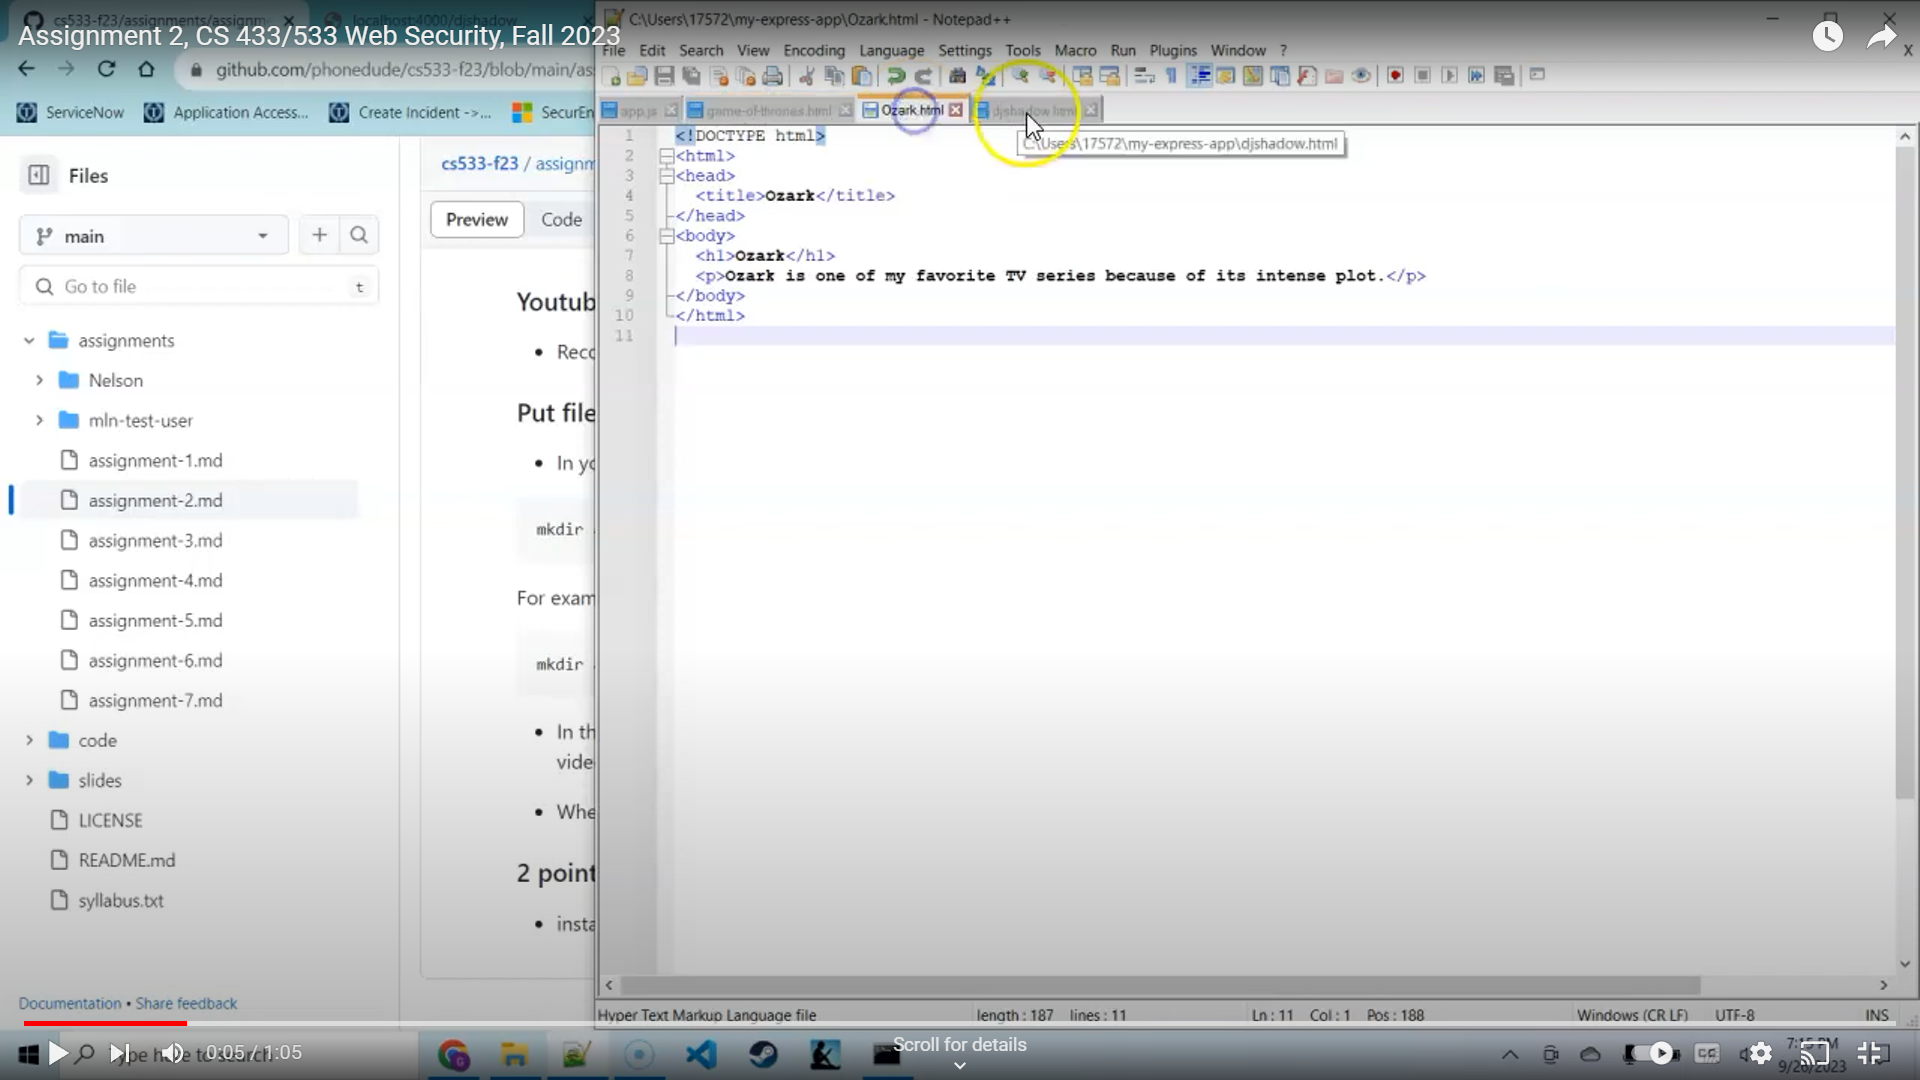 cs533-f23/assignments/assignm
localhost:4000/djshadow
C:\Users\17572\my-express-app\Ozark.html - Notepad++
Assignment 2, CS 433/533 Web Security, Fall 2023
File Edit Search View Encoding Language Settings Tools Macro Run Plugins Window ? X
github.com/phonedude/cs533-f23/blob/main/as
ServiceNow Application Access... Create Incident ->... SecurEn
app.js game-of-thrones.html Ozark.html djshadow.html
C:\Users\17572\my-express-app\djshadow.html
1 <!DOCTYPE html>
2 <html>
3 <head>
4 <title>Ozark</title>
5 </head>
6 <body>
7 <h1>Ozark</h1>
8 <p>Ozark is one of my favorite TV series because of its intense plot.</p>
9 </body>
10 </html>
11
Files
cs533-f23 / assignm
main
Preview Code
Go to file t
assignments
Nelson
mln-test-user
assignment-1.md
assignment-2.md
assignment-3.md
assignment-4.md
assignment-5.md
assignment-6.md
assignment-7.md
code
slides
LICENSE
README.md
syllabus.txt
Documentation • Share feedback
Youtub
• Reco
Put file
• In yo
mkdir
For exam
mkdir
• In th
vide
• Whe
2 point
• insta
Hyper Text Markup Language file length : 187 lines : 11 Ln : 11 Col : 1 Pos : 188 Windows (CR LF) UTF-8 INS
0:05 / 1:05
Scroll for details
CC
7:15 PM